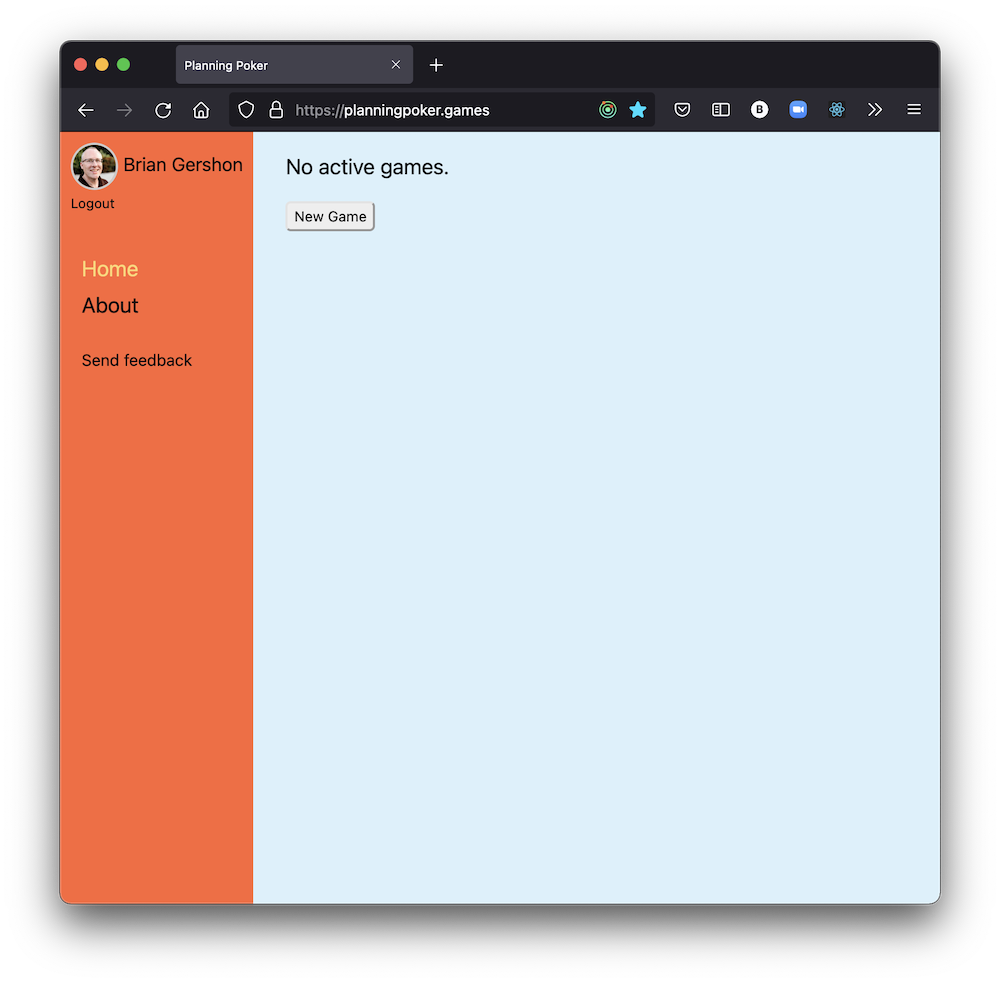 Planning Poker
https://planningpoker.games
B
Brian Gershon
Logout
Home
About
Send feedback
No active games.
New Game